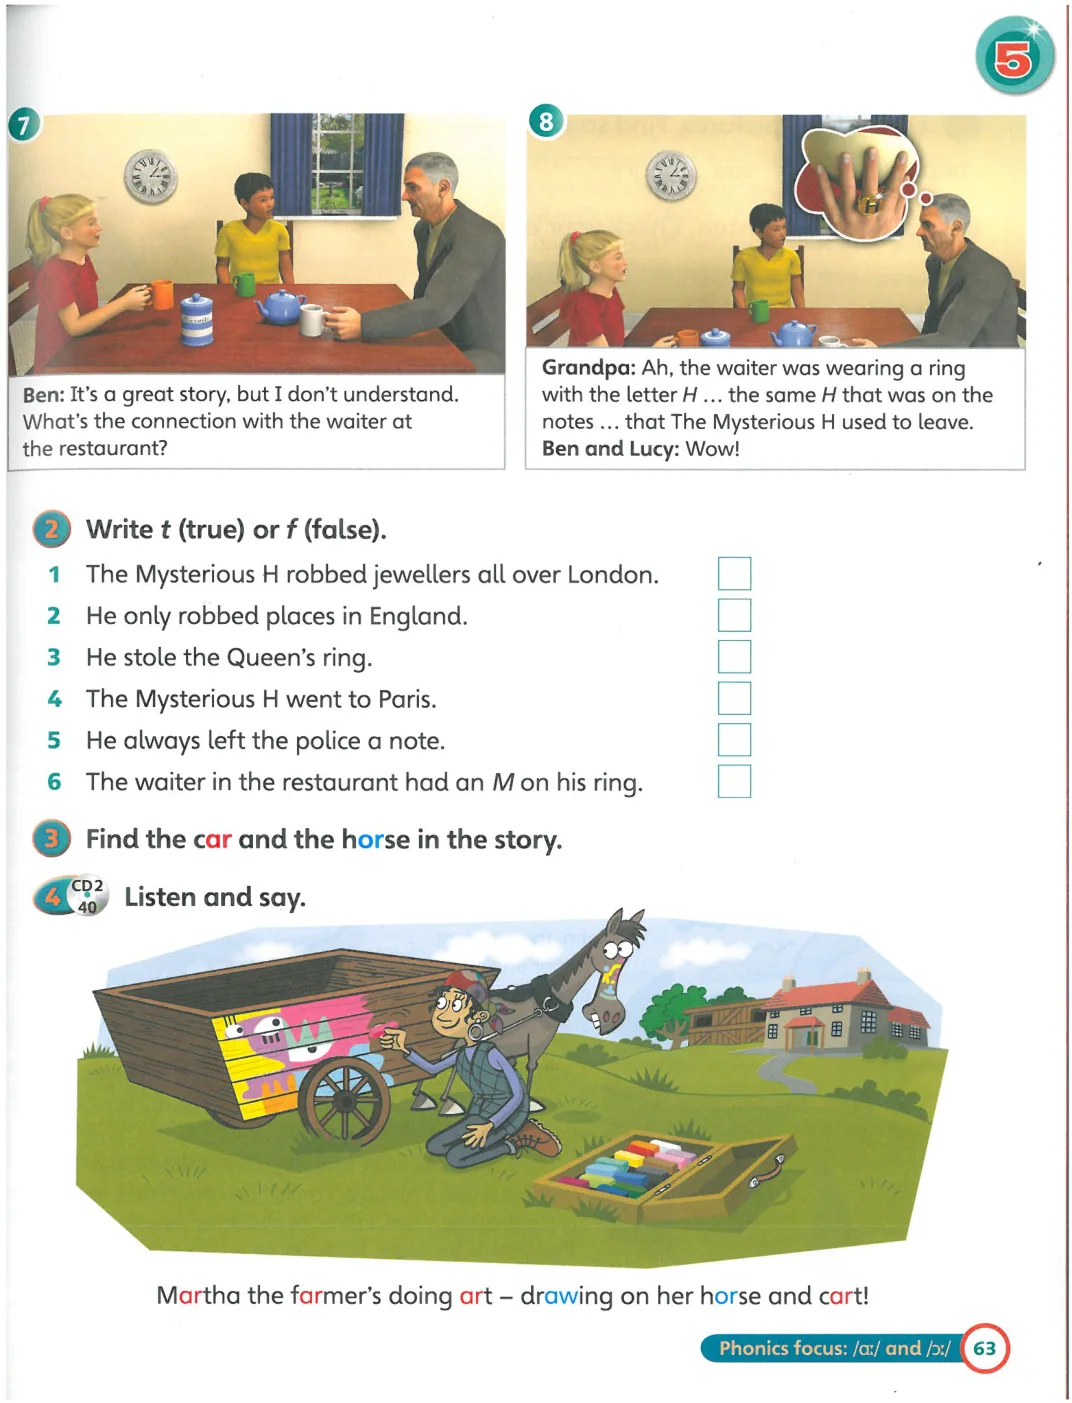 5
7
8
Ben: It's a great story, but I don't understand.
What's the connection with the waiter at
the restaurant?
Grandpa: Ah, the waiter was wearing a ring
with the letter H ... the same H that was on the
notes ... that The Mysterious H used to leave.
Ben and Lucy: Wow!
2 Write t (true) or f (false).
1 The Mysterious H robbed jewellers all over London.
2 He only robbed places in England.
3 He stole the Queen's ring.
4 The Mysterious H went to Paris.
5 He always left the police a note.
6 The waiter in the restaurant had an M on his ring.
3 Find the car and the horse in the story.
4 CD2 40 Listen and say.
Martha the farmer's doing art – drawing on her horse and cart!
Phonics focus: /ɑː/ and /ɔː/ 63